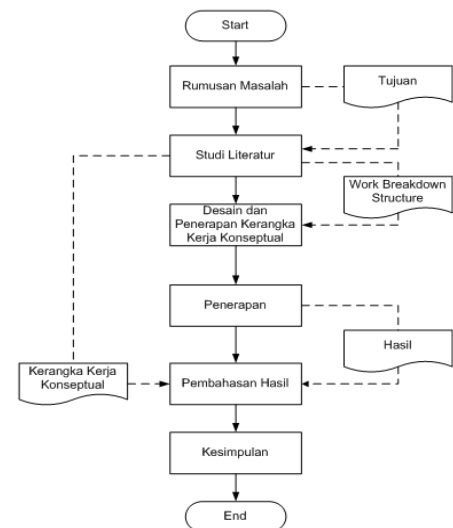 Start
Rumusan Masalah
Tujuan
Studi Literatur
Work Breakdown
Structure
Desain dan
Penerapan Kerangka
Kerja Konseptual
Penerapan
Hasil
Kerangka Kerja
Konseptual
Pembahasan Hasil
Kesimpulan
End